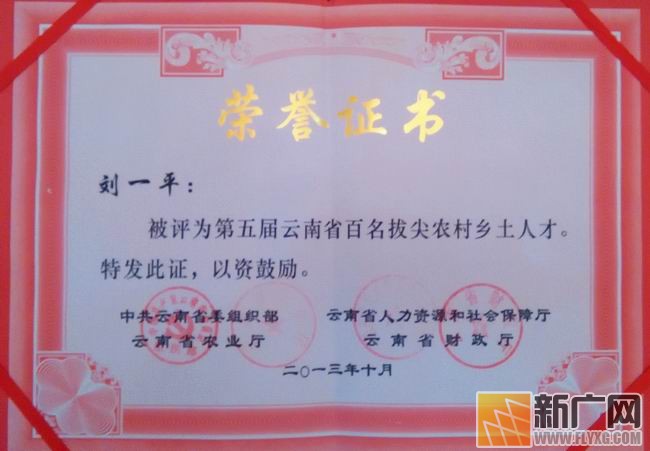 荣誉证书
刘一平：
被评为第五届云南省百名拔尖农村乡土人才。
特发此证，以资鼓励。
中共云南省委组织部 云南省人力资源和社会保障厅
云南省农业厅 云南省财政厅
二〇一三年十月
新广网
WWW.FLYXG.COM